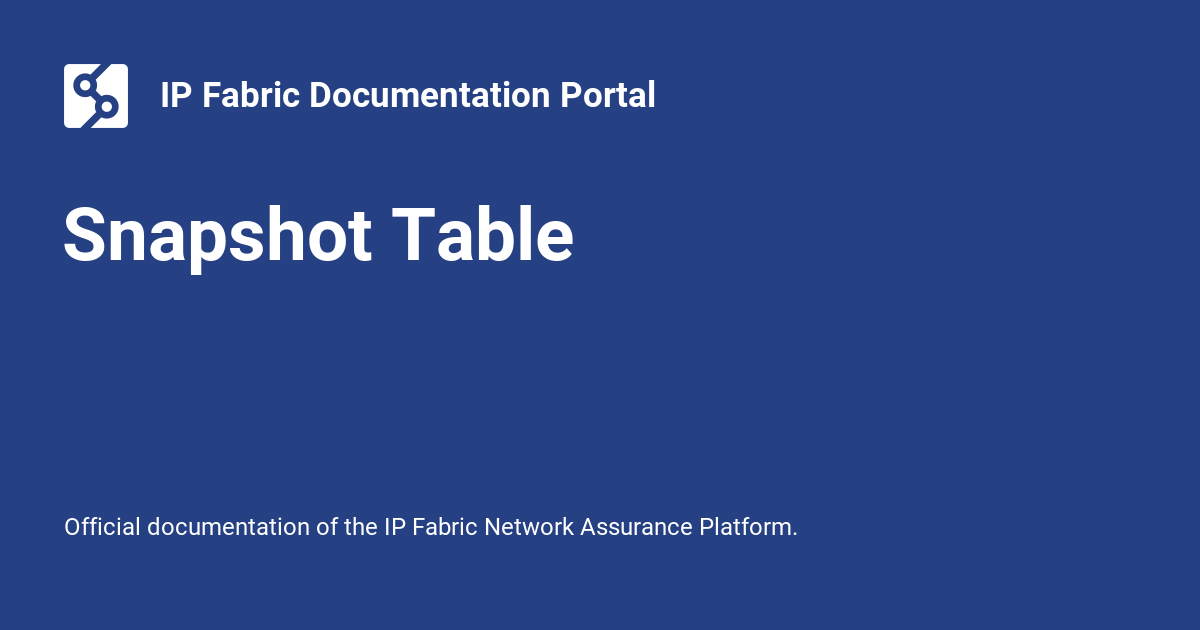 IP Fabric Documentation Portal
Snapshot Table
Official documentation of the IP Fabric Network Assurance Platform.